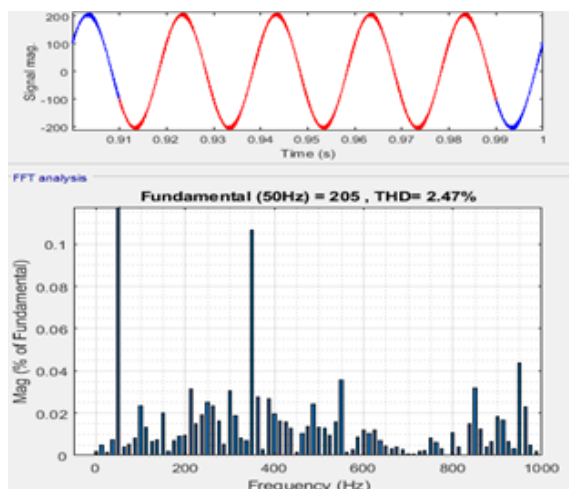 200
100
0
-100
-200
Signal mag.
0.91 0.92 0.93 0.94 0.95 0.96 0.97 0.98 0.99 1
Time (s)
FFT analysis
Fundamental (50Hz) = 205 , THD= 2.47%
0.1
0.08
0.06
0.04
0.02
0
Mag (% of Fundamental)
0 200 400 600 800 1000
Frequency (Hz)